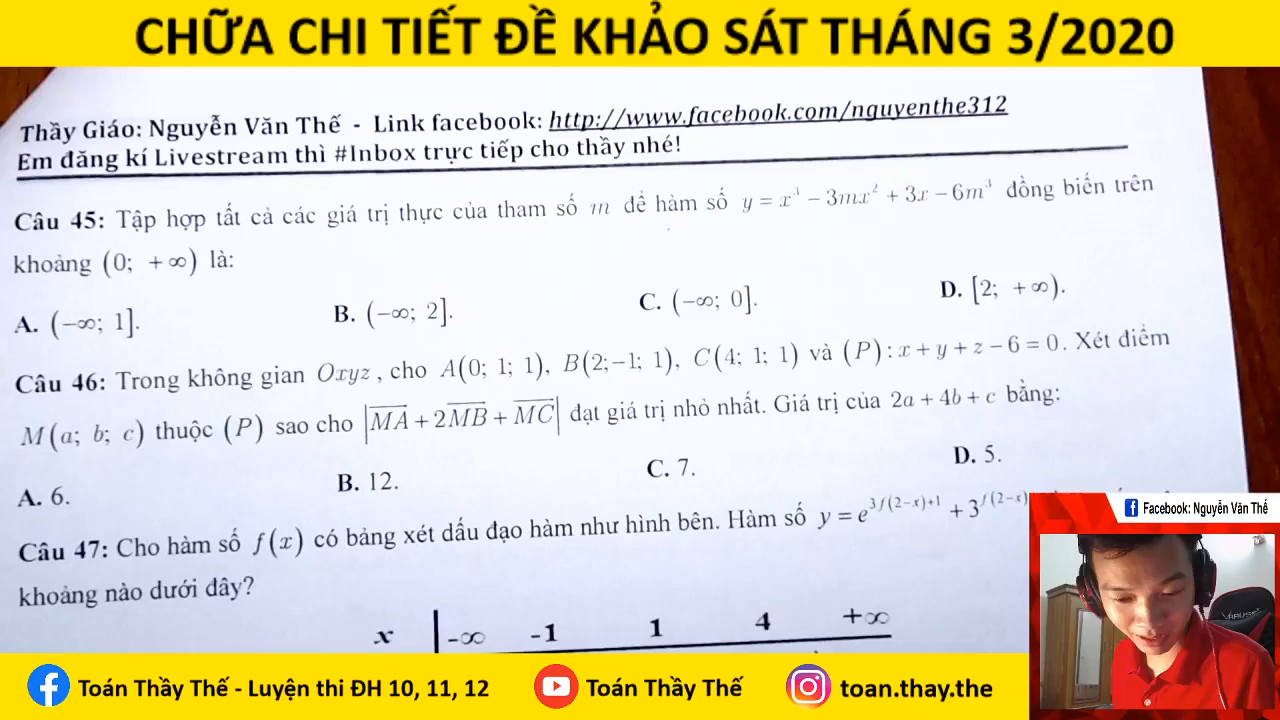 CHỮA CHI TIẾT ĐỀ KHẢO SÁT THÁNG 3/2020
Thầy Giáo: Nguyễn Văn Thế - Link facebook: http://www.facebook.com/nguyenthe312
Em đăng kí Livestream thì #Inbox trực tiếp cho thầy nhé!
Câu 45: Tập hợp tất cả các giá trị thực của tham số m để hàm số y = x³ − 3mx² + 3x − 6m³ đồng biến trên
khoảng (0; +∞) là:
A. (−∞; 1]. B. (−∞; 2]. C. (−∞; 0]. D. [2; +∞).
Câu 46: Trong không gian Oxyz, cho A(0; 1; 1), B(2; −1; 1), C(4; 1; 1) và (P): x + y + z − 6 = 0. Xét điểm
M(a; b; c) thuộc (P) sao cho |MA + 2MB + MC| đạt giá trị nhỏ nhất. Giá trị của 2a + 4b + c bằng:
A. 6. B. 12. C. 7. D. 5.
Câu 47: Cho hàm số f(x) có bảng xét dấu đạo hàm như hình bên. Hàm số y = e^{3f(2−x)+1} + 3^{f(2−x)}
khoảng nào dưới đây?
x −∞ -1 1 4 +∞
Facebook: Nguyễn Văn Thế
Toán Thầy Thế - Luyện thi ĐH 10, 11, 12 Toán Thầy Thế toan.thay.the